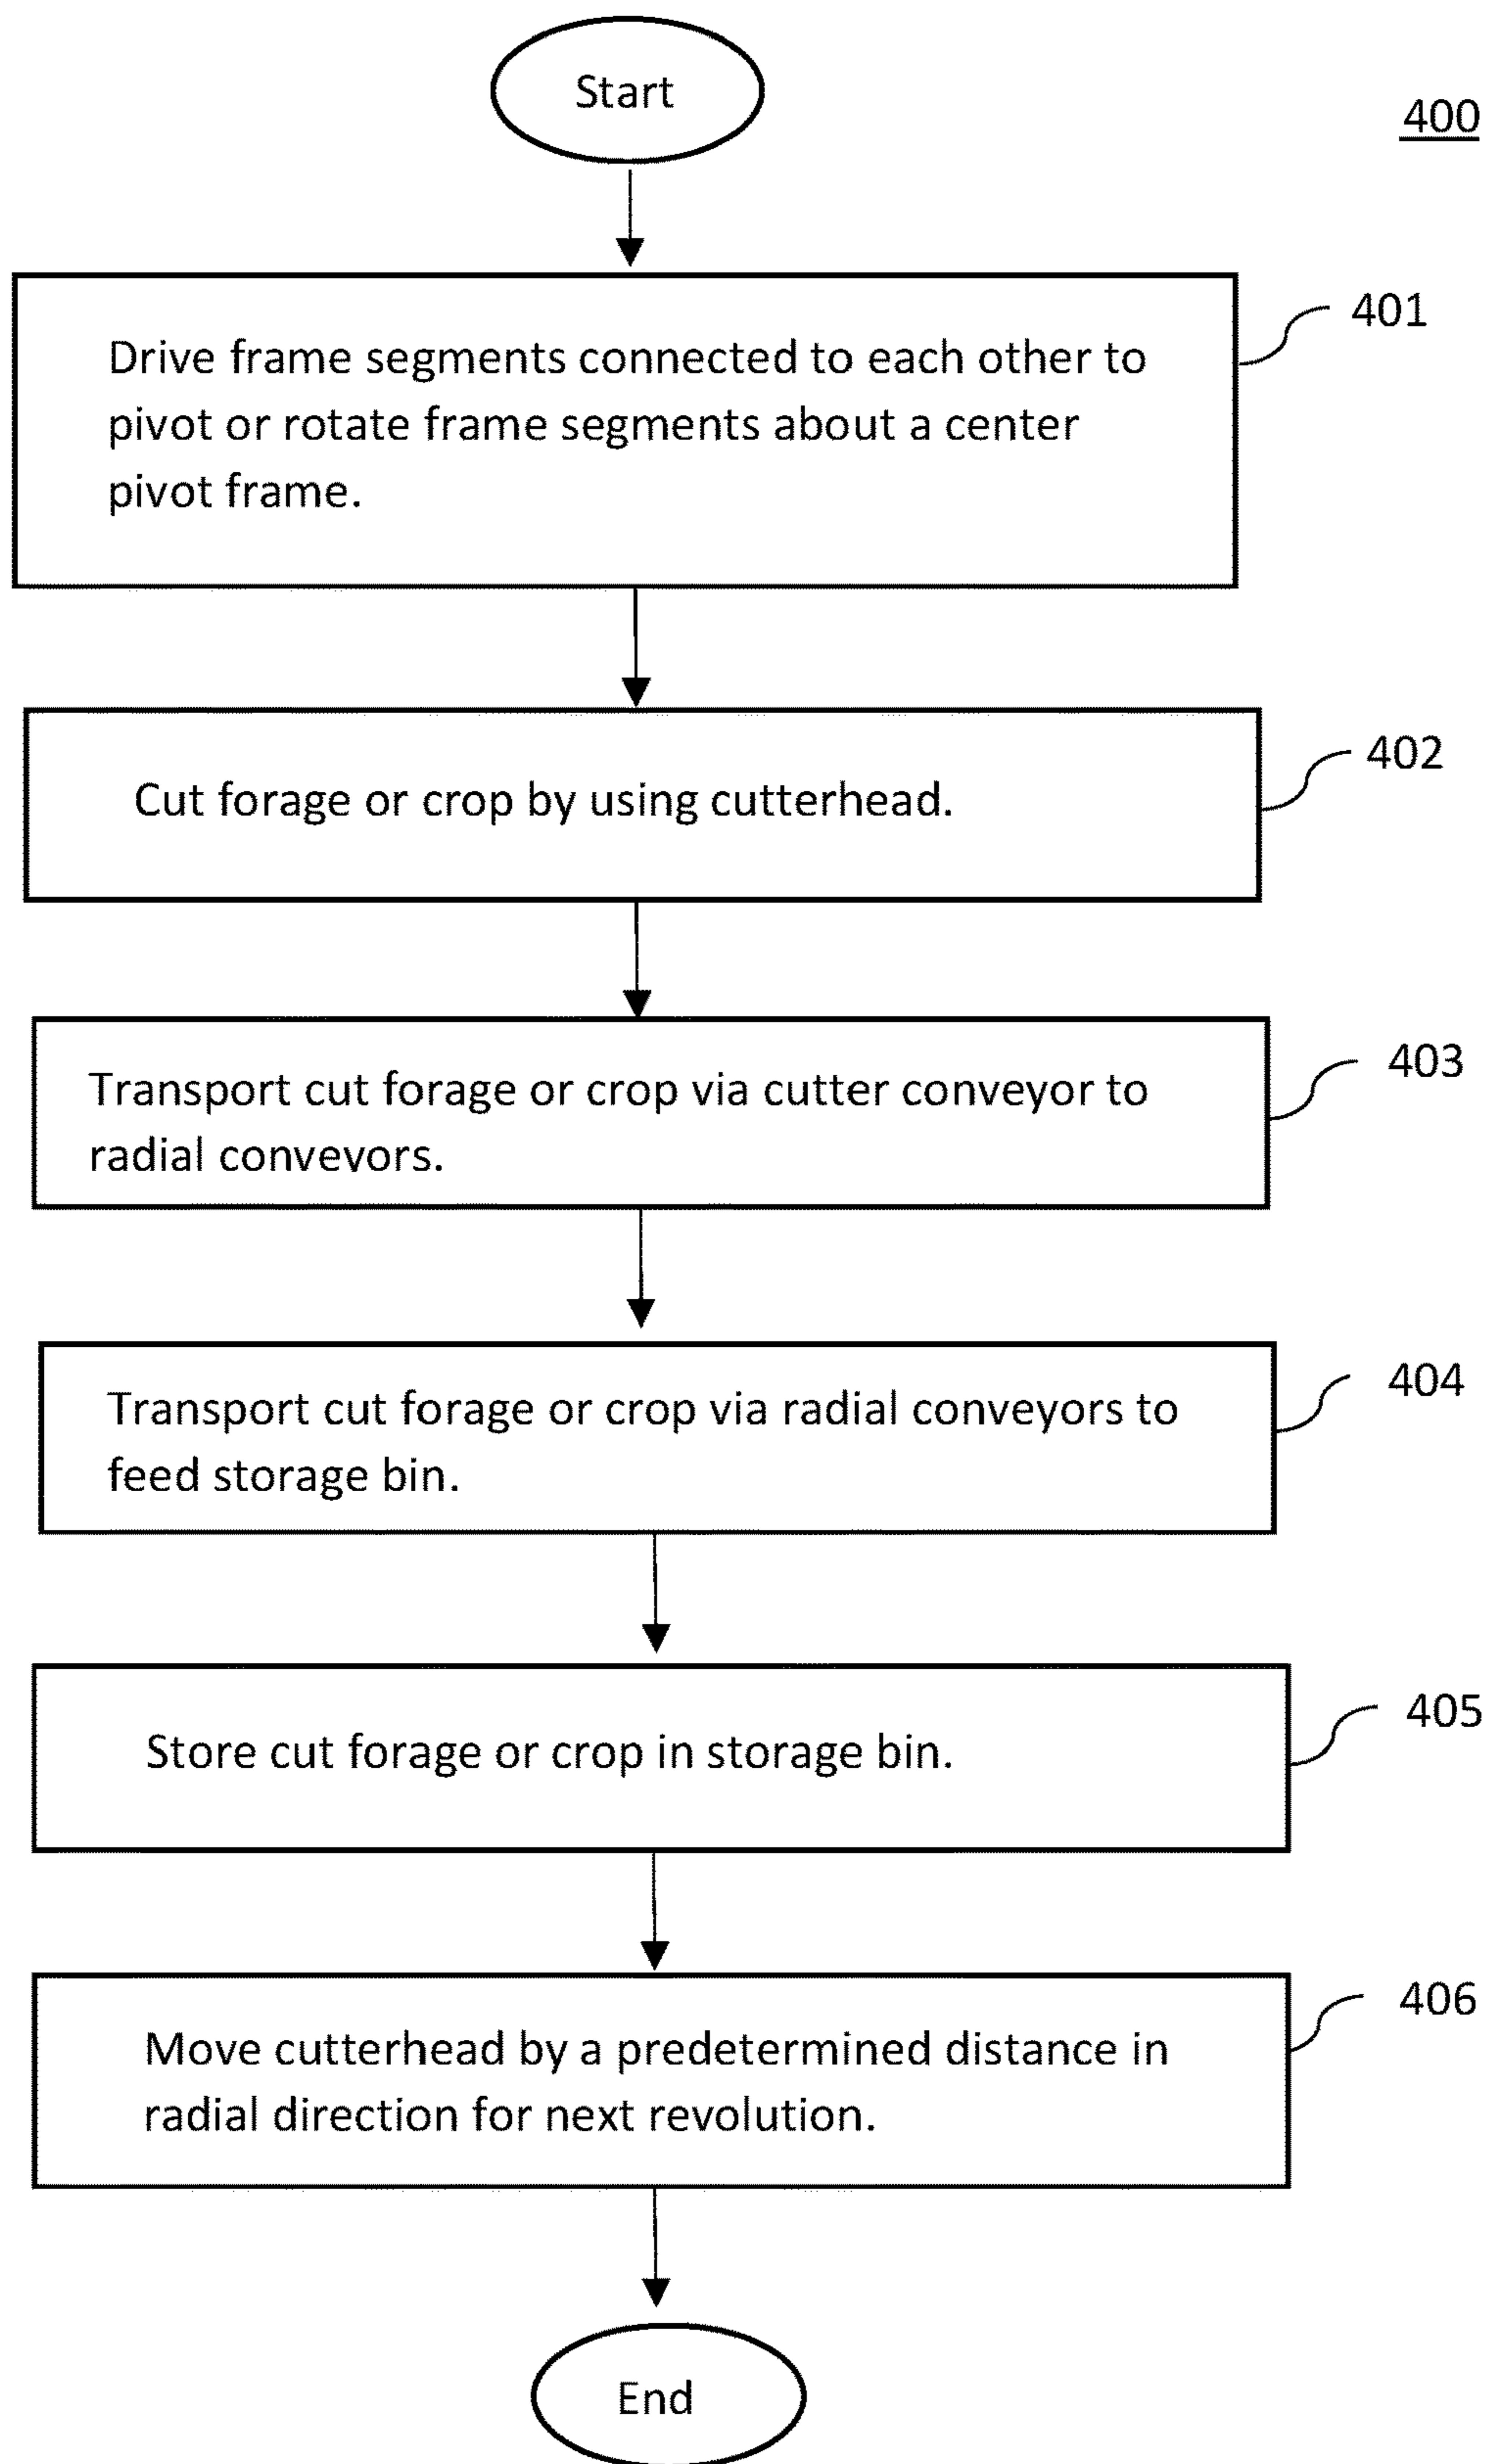 Start
400
401
Drive frame segments connected to each other to
pivot or rotate frame segments about a center
pivot frame.
402
Cut forage or crop by using cutterhead.
403
Transport cut forage or crop via cutter conveyor to
radial convevors.
404
Transport cut forage or crop via radial conveyors to
feed storage bin.
405
Store cut forage or crop in storage bin.
406
Move cutterhead by a predetermined distance in
radial direction for next revolution.
End